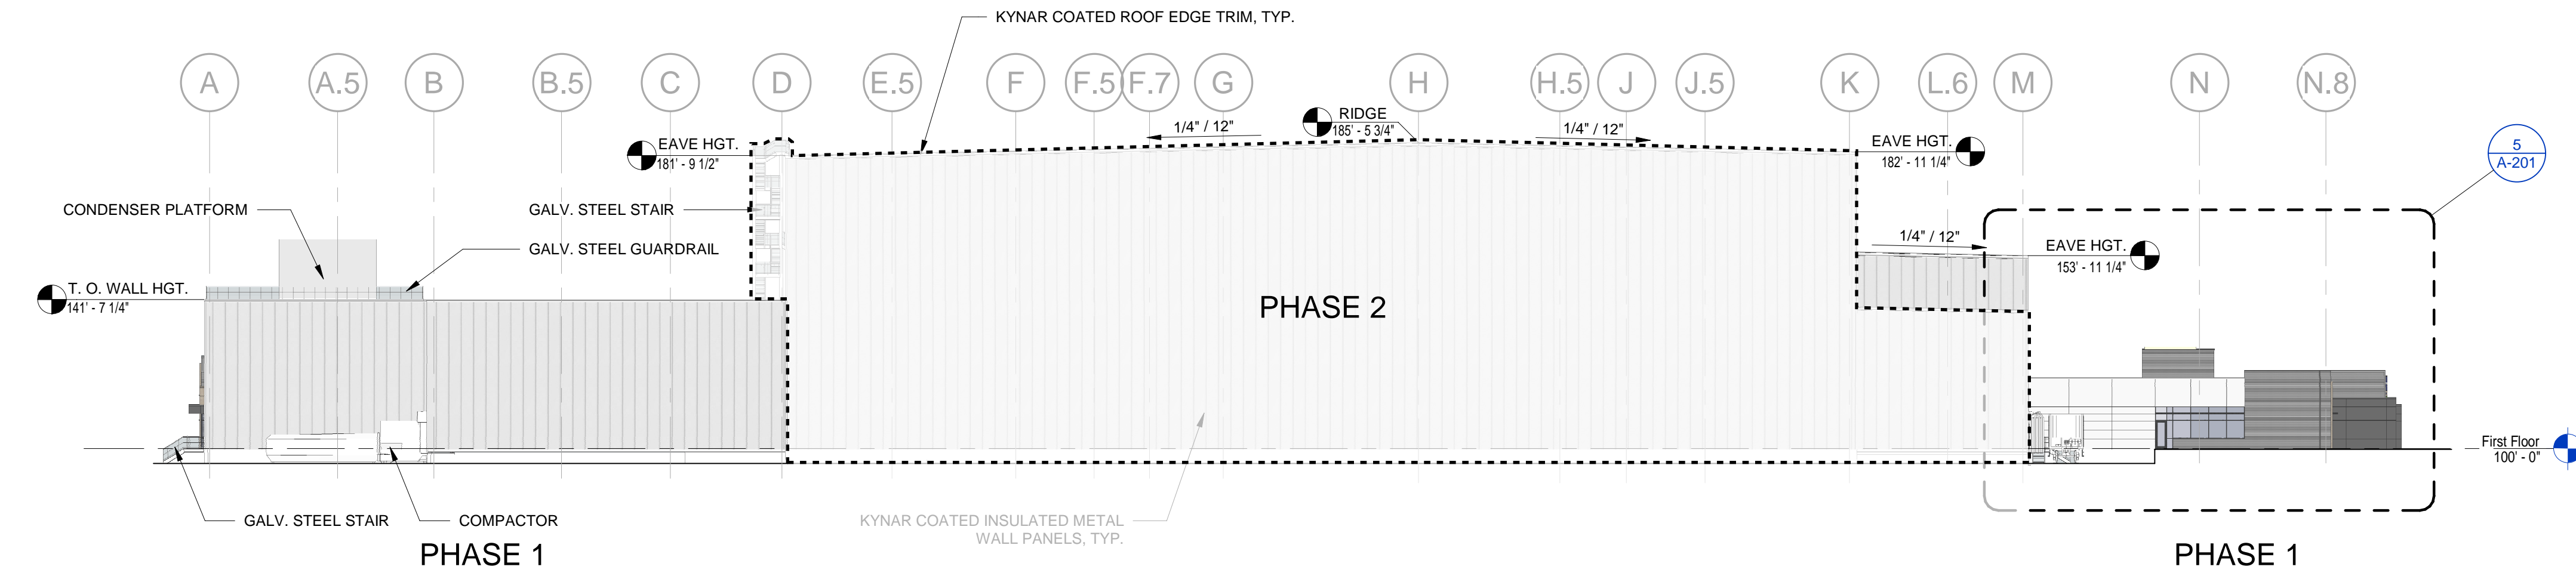 KYNAR COATED ROOF EDGE TRIM, TYP.
A A.5 B B.5 C D E.5 F F.5 F.7 G H H.5 J J.5 K L.6 M N N.8
RIDGE
185' - 5 3/4"
1/4" / 12"
1/4" / 12"
EAVE HGT.
181' - 9 1/2"
EAVE HGT.
182' - 11 1/4"
5
A-201
CONDENSER PLATFORM
GALV. STEEL STAIR
GALV. STEEL GUARDRAIL
1/4" / 12"
EAVE HGT.
153' - 11 1/4"
T. O. WALL HGT.
141' - 7 1/4"
PHASE 2
First Floor
100' - 0"
GALV. STEEL STAIR
COMPACTOR
KYNAR COATED INSULATED METAL
WALL PANELS, TYP.
PHASE 1
PHASE 1